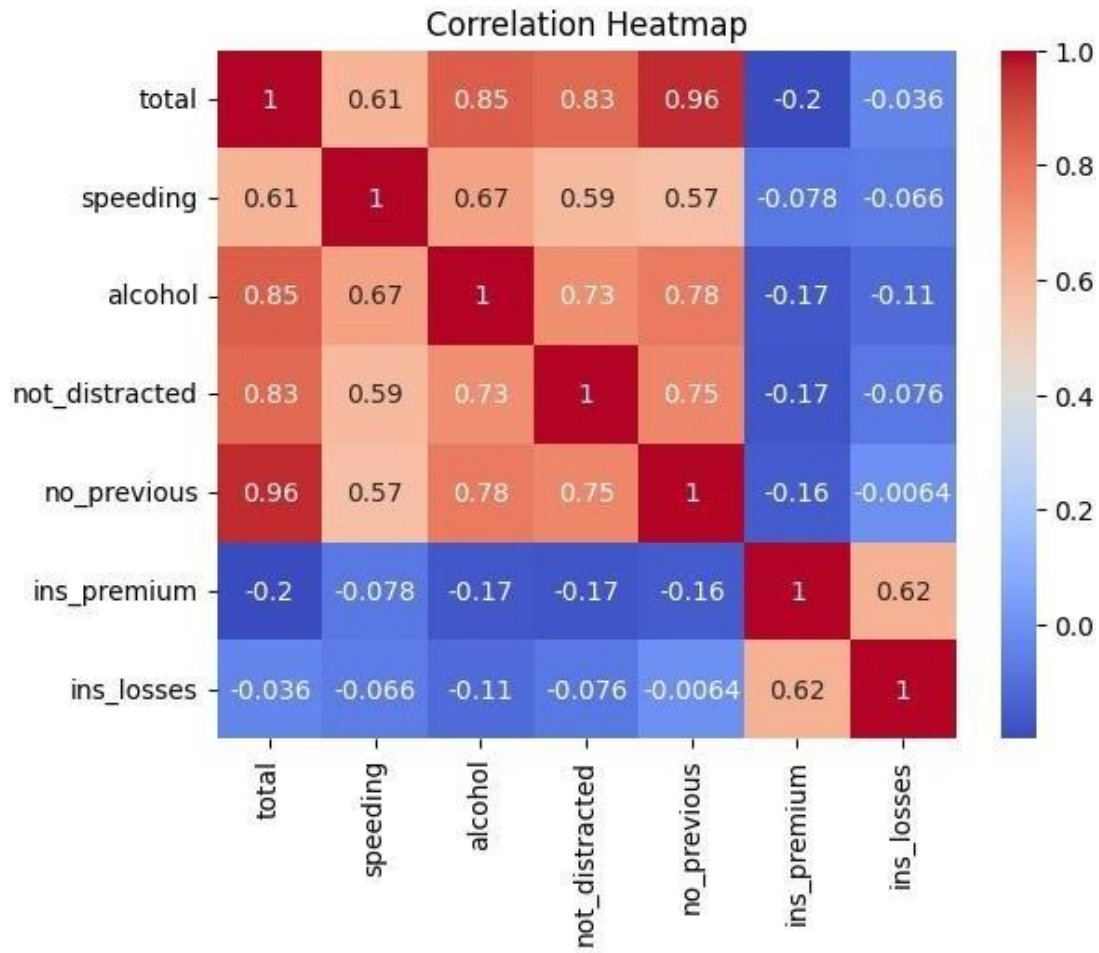 Correlation Heatmap
total 1 0.61 0.85 0.83 0.96 -0.2 -0.036
speeding 0.61 1 0.67 0.59 0.57 -0.078 -0.066
alcohol 0.85 0.67 1 0.73 0.78 -0.17 -0.11
not_distracted 0.83 0.59 0.73 1 0.75 -0.17 -0.076
no_previous 0.96 0.57 0.78 0.75 1 -0.16 -0.0064
ins_premium -0.2 -0.078 -0.17 -0.17 -0.16 1 0.62
ins_losses -0.036 -0.066 -0.11 -0.076 -0.0064 0.62 1
total
speeding
alcohol
not_distracted
no_previous
ins_premium
ins_losses
1.0
0.8
0.6
0.4
0.2
0.0